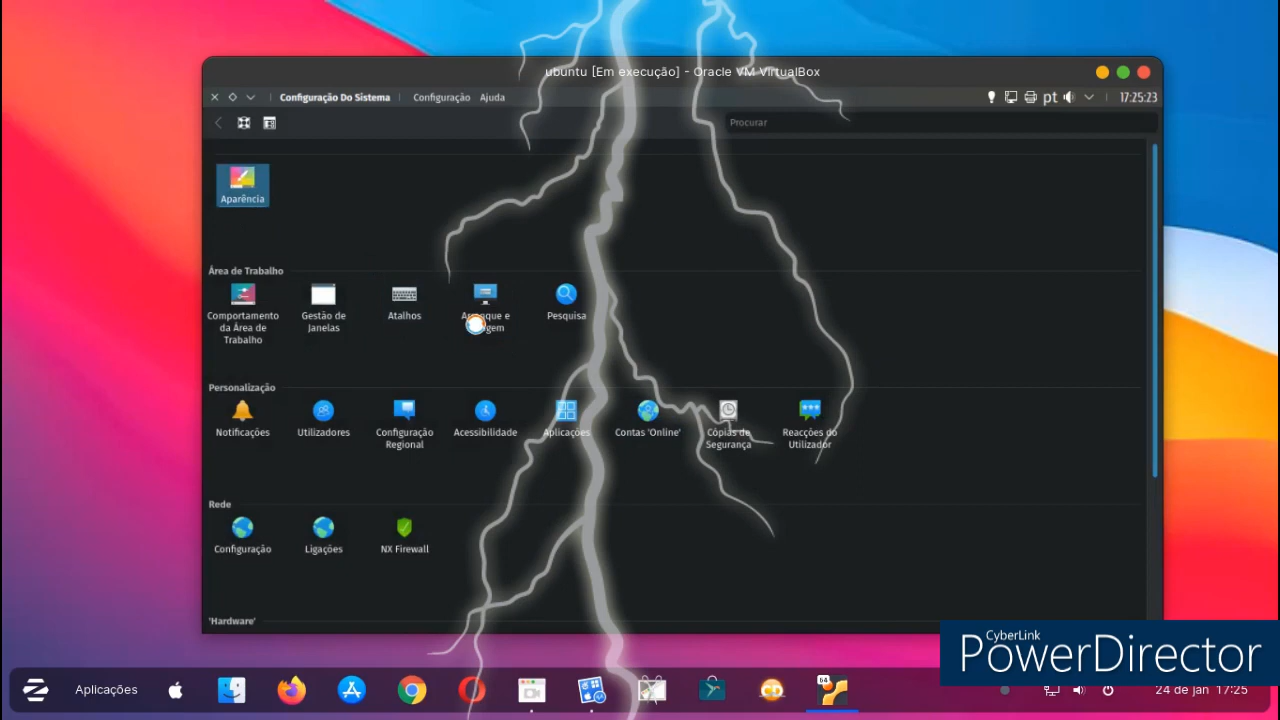 ubuntu [Em execução] - Oracle VM VirtualBox
Configuração Do Sistema Configuração Ajuda pt 17:25:23
Procurar
Aparência
Área de Trabalho
Comportamento da Área de Trabalho
Gestão de Janelas
Atalhos
Pesquisa
Personalização
Notificações
Utilizadores
Configuração Regional
Acessibilidade
Aplicações
Contas 'Online'
Cópias de Segurança
Reacções do Utilizador
Rede
Configuração
Ligações
NX Firewall
'Hardware'
CyberLink
PowerDirector
Aplicações
CD
64
24 de jan 17:25